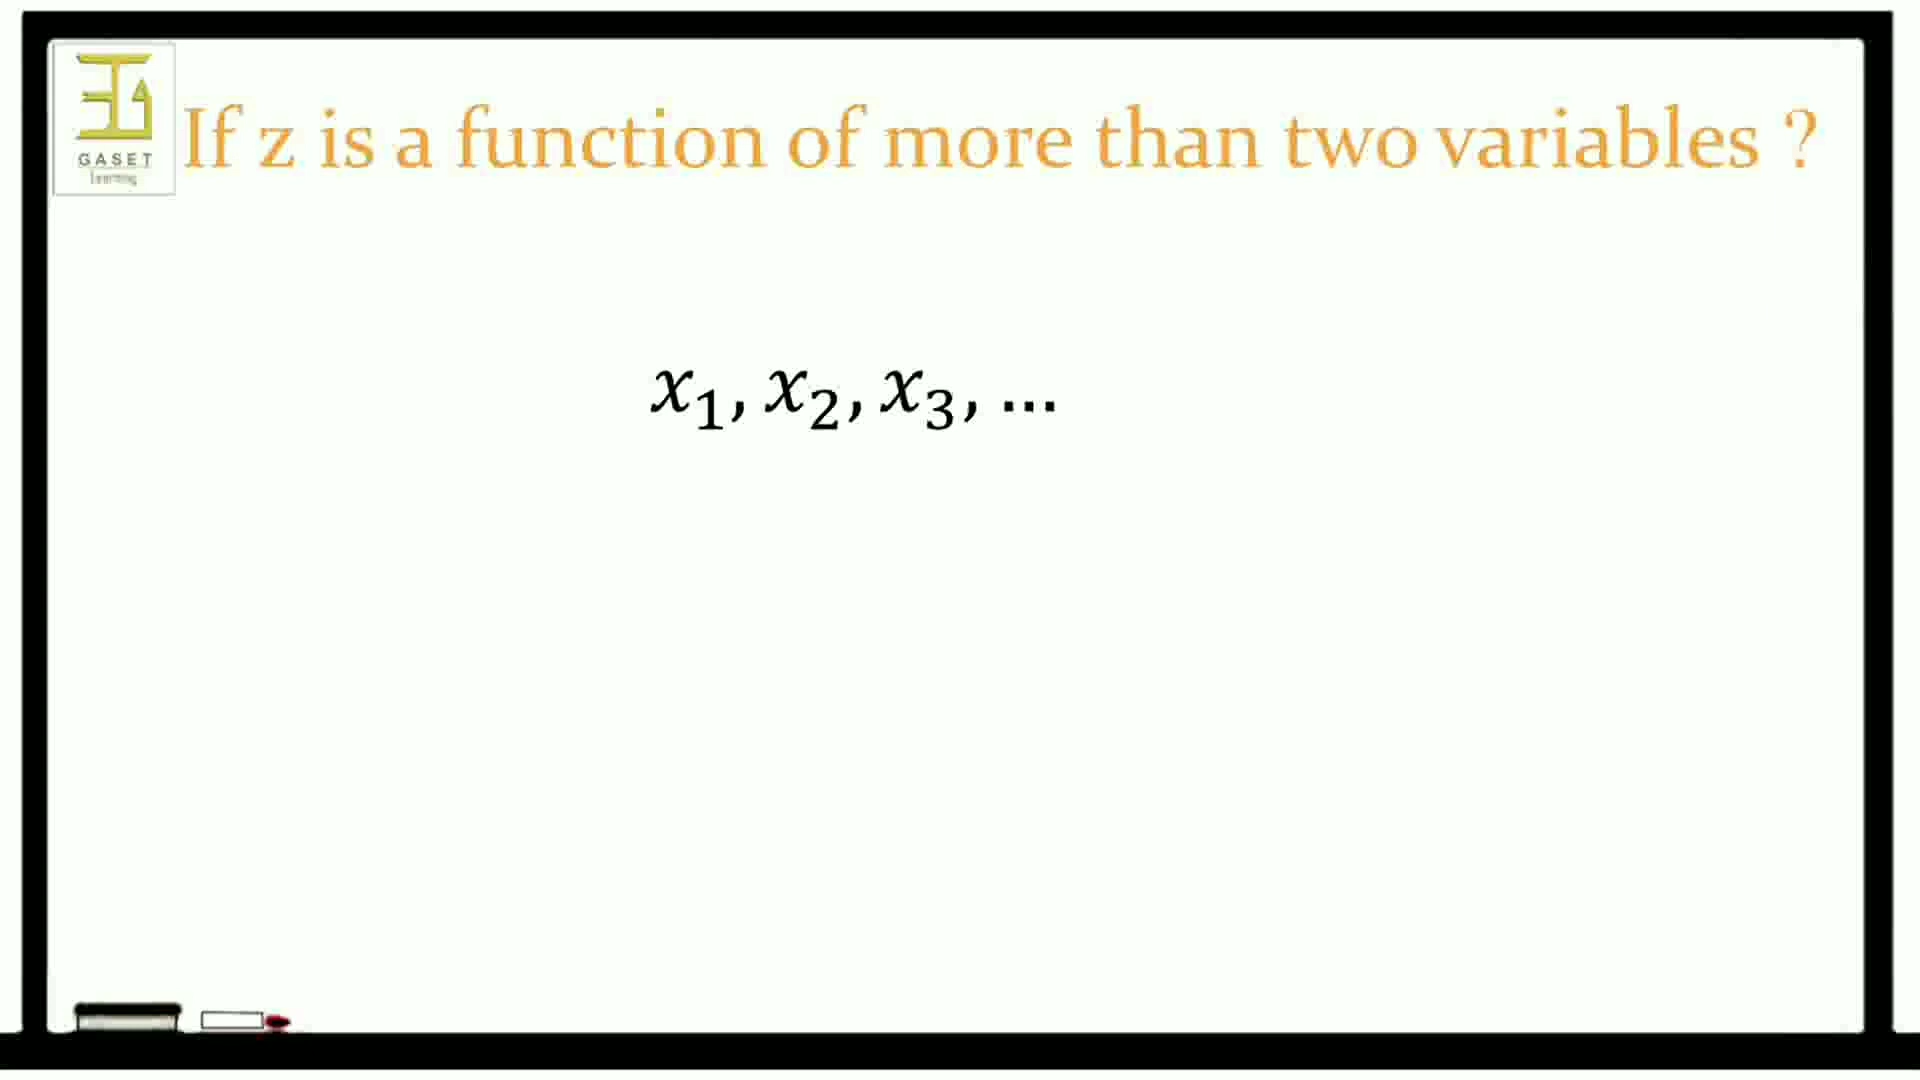 GASET
Learning
If z is a function of more than two variables ?
x₁, x₂, x₃, ...